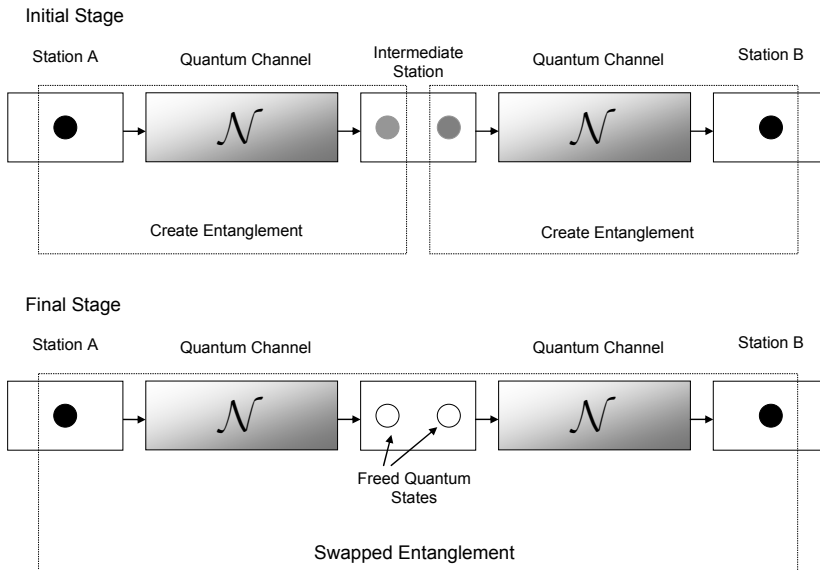 Initial Stage
Station A
Quantum Channel
Intermediate
Station
Quantum Channel
Station B
𝒩
𝒩
Create Entanglement
Create Entanglement
Final Stage
Station A
Quantum Channel
Quantum Channel
Station B
𝒩
𝒩
Freed Quantum
States
Swapped Entanglement